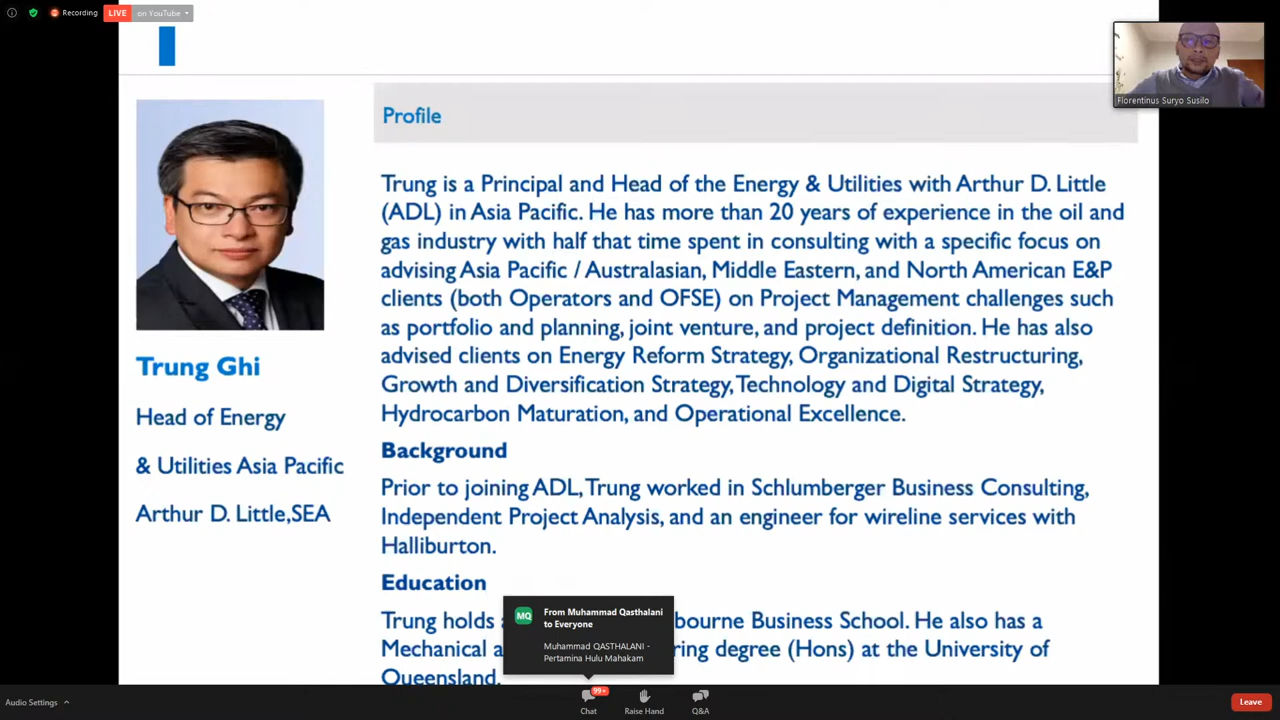 Recording
LIVE
on YouTube
Florentinus Suryo Susilo
Profile
Trung is a Principal and Head of the Energy & Utilities with Arthur D. Little
(ADL) in Asia Pacific. He has more than 20 years of experience in the oil and
gas industry with half that time spent in consulting with a specific focus on
advising Asia Pacific / Australasian, Middle Eastern, and North American E&P
clients (both Operators and OFSE) on Project Management challenges such
as portfolio and planning, joint venture, and project definition. He has also
advised clients on Energy Reform Strategy, Organizational Restructuring,
Growth and Diversification Strategy, Technology and Digital Strategy,
Hydrocarbon Maturation, and Operational Excellence.
Background
Prior to joining ADL, Trung worked in Schlumberger Business Consulting,
Independent Project Analysis, and an engineer for wireline services with
Halliburton.
Education
Trung holds bourne Business School. He also has a
Mechanical a ring degree (Hons) at the University of
Queensland.
Trung Ghi
Head of Energy
& Utilities Asia Pacific
Arthur D. Little,SEA
MQ
From Muhammad Qasthalani
to Everyone
Muhammad QASTHALANI -
Pertamina Hulu Mahakam
Audio Settings
99+
Chat
Raise Hand
Q&A
Leave